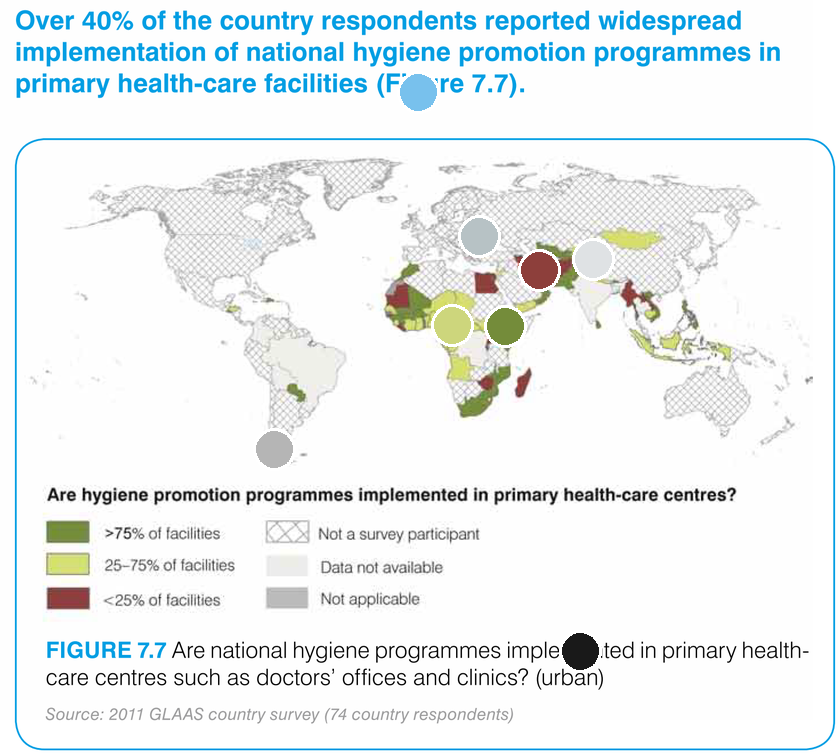 Over 40% of the country respondents reported widespread
implementation of national hygiene promotion programmes in
primary health-care facilities (F re 7.7).
Are hygiene promotion programmes implemented in primary health-care centres?
>75% of facilities
Not a survey participant
25–75% of facilities
Data not available
<25% of facilities
Not applicable
FIGURE 7.7 Are national hygiene programmes imple ted in primary health-
care centres such as doctors' offices and clinics? (urban)
Source: 2011 GLAAS country survey (74 country respondents)